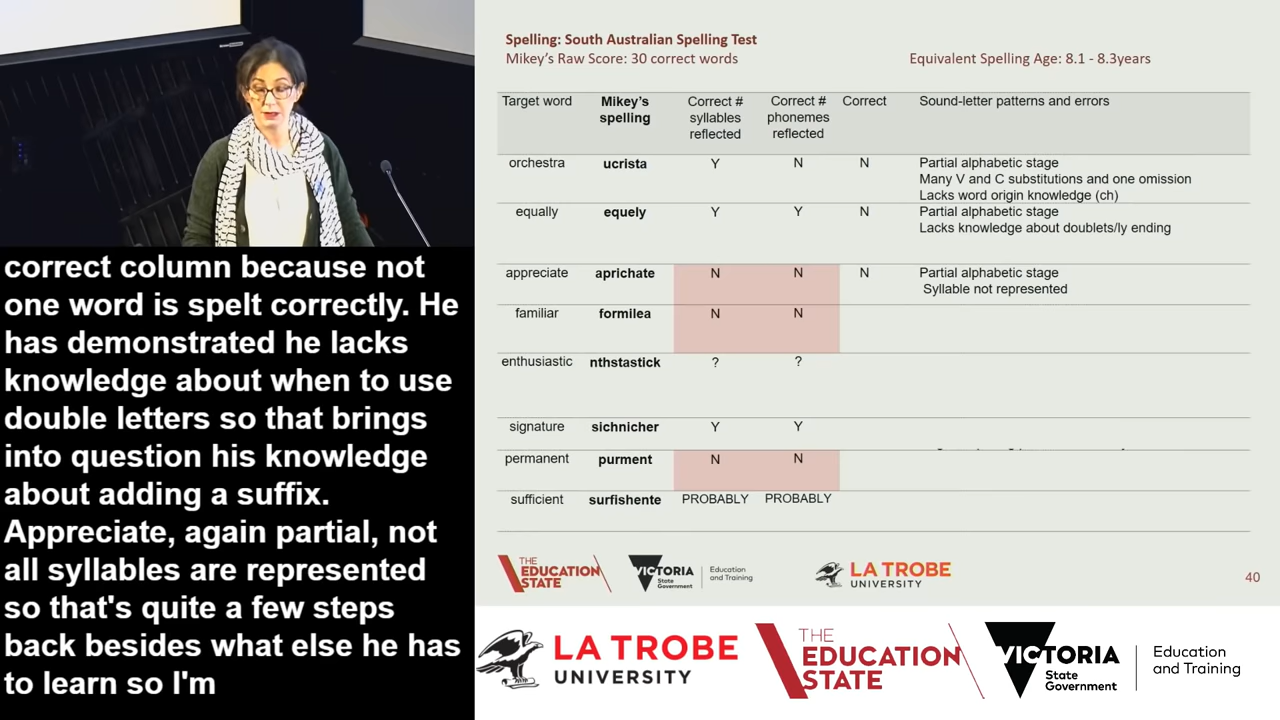 correct column because not
one word is spelt correctly. He
has demonstrated he lacks
knowledge about when to use
double letters so that brings
into question his knowledge
about adding a suffix.
Appreciate, again partial, not
all syllables are represented
so that's quite a few steps
back besides what else he has
to learn so I'm
Spelling: South Australian Spelling Test
Mikey's Raw Score: 30 correct words
Equivalent Spelling Age: 8.1 - 8.3years
Target word
Mikey's
spelling
Correct #
syllables
reflected
Correct #
phonemes
reflected
Correct
Sound-letter patterns and errors
orchestra ucrista Y N N Partial alphabetic stage
Many V and C substitutions and one omission
Lacks word origin knowledge (ch)
equally equely Y Y N Partial alphabetic stage
Lacks knowledge about doublets/ly ending
appreciate aprichate N N N Partial alphabetic stage
Syllable not represented
familiar formilea N N
enthusiastic nthstastick ? ?
signature sichnicher Y Y
permanent purment N N
sufficient surfishente PROBABLY PROBABLY
THE
EDUCATION
STATE
VICTORIA
State
Government
Education
and Training
LA TROBE
UNIVERSITY
40
LA TROBE
UNIVERSITY
THE
EDUCATION
STATE
VICTORIA
State
Government
Education
and Training